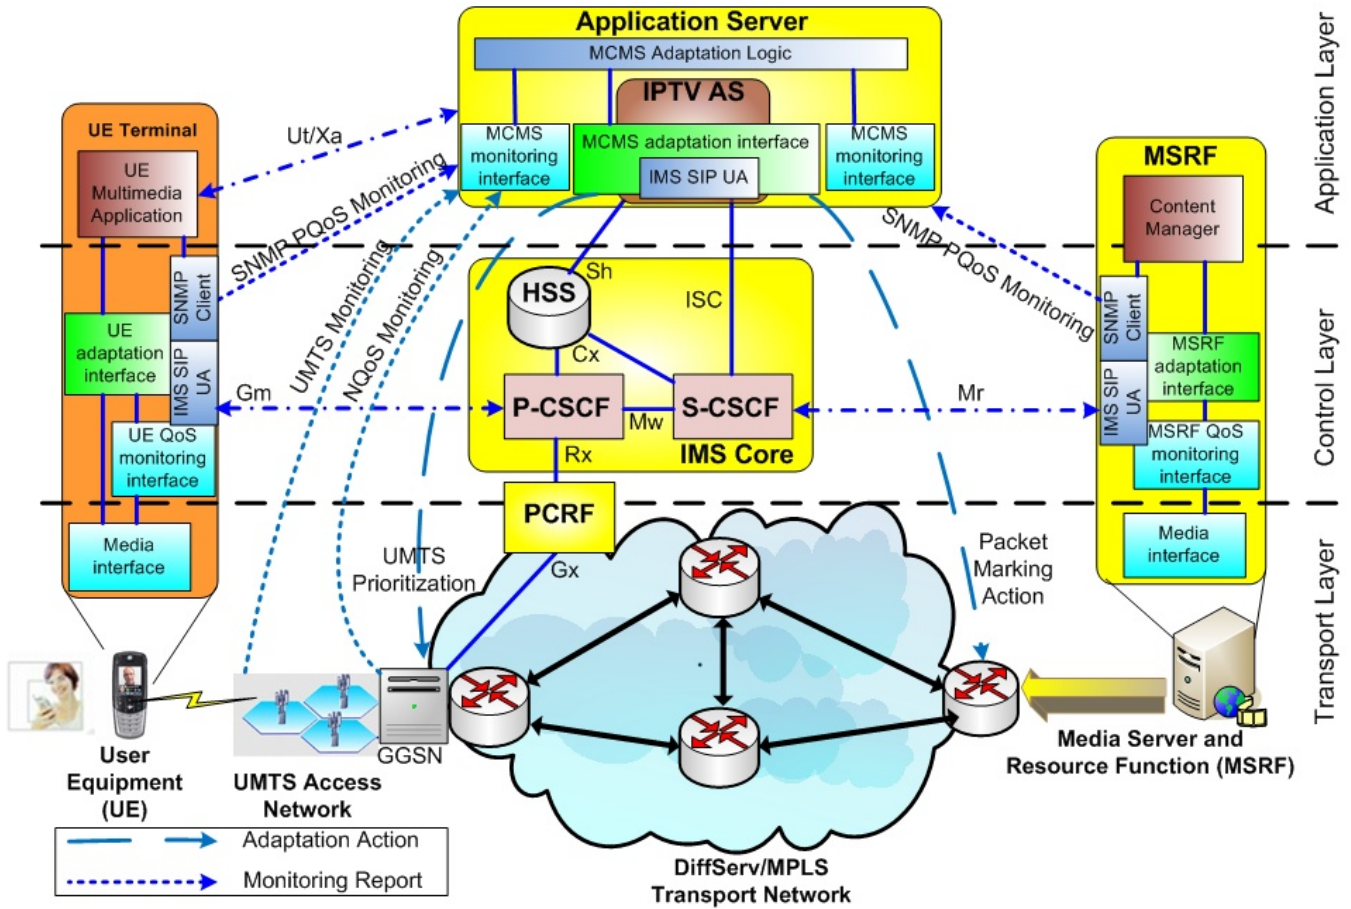 Application Server
MCMS Adaptation Logic
IPTV AS
MCMS
monitoring
interface
MCMS adaptation interface
IMS SIP UA
MCMS
monitoring
interface
Application Layer
Control Layer
Transport Layer
UE Terminal
UE
Multimedia
Application
SNMP
Client
UE
adaptation
interface
IMS SIP
UA
UE QoS
monitoring
interface
Media
interface
Ut/Xa
SNMP PQoS Monitoring
UMTS Monitoring
NQoS Monitoring
Gm
HSS
Sh
ISC
Cx
P-CSCF
Mw
S-CSCF
IMS Core
Rx
PCRF
Gx
UMTS
Prioritization
SNMP PQoS Monitoring
Mr
Packet
Marking
Action
MSRF
Content
Manager
SNMP
Client
MSRF
adaptation
interface
IMS SIP
UA
MSRF QoS
monitoring
interface
Media
interface
User
Equipment
(UE)
GGSN
UMTS Access
Network
Media Server and
Resource Function (MSRF)
DiffServ/MPLS
Transport Network
Adaptation Action
Monitoring Report